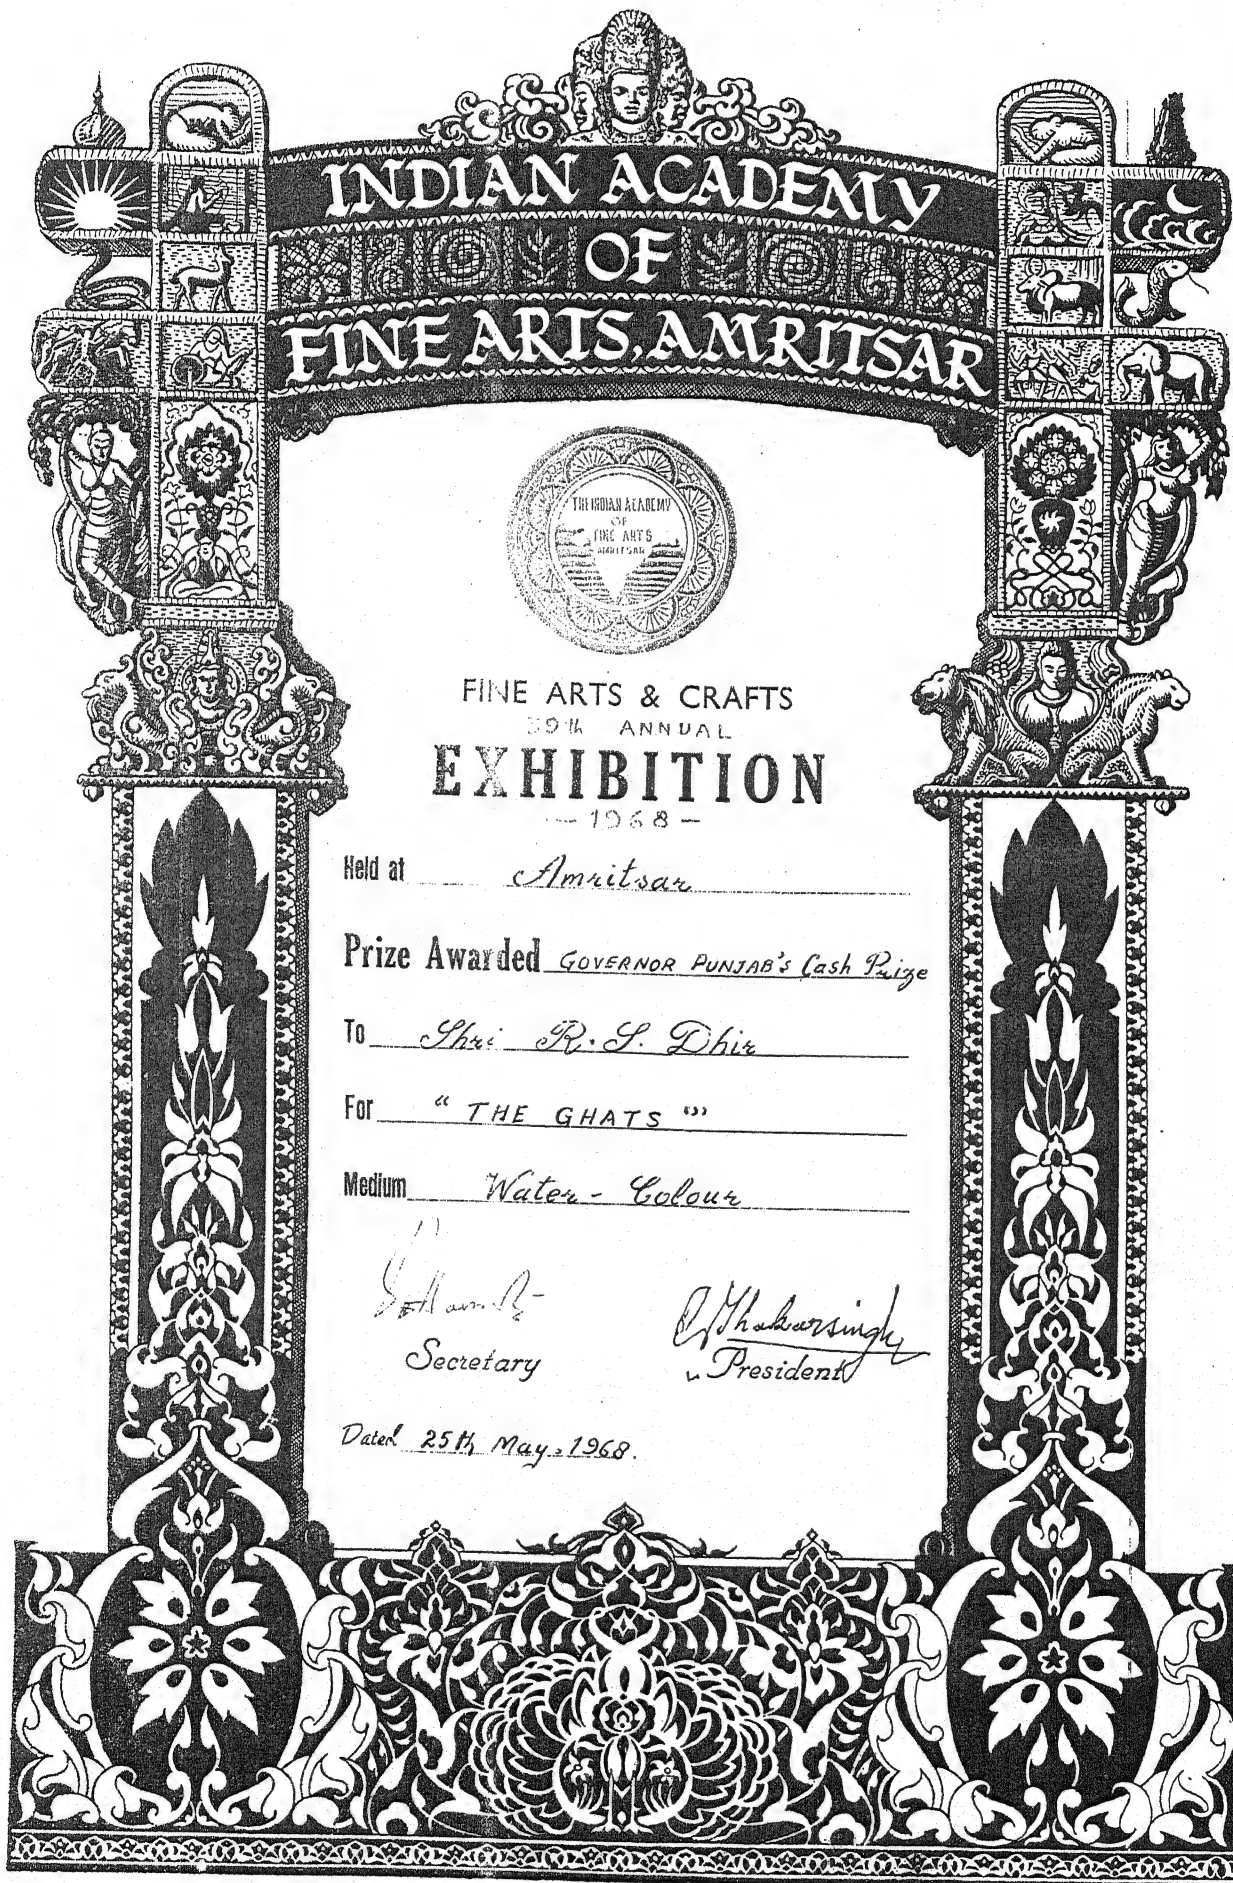 INDIAN ACADEMY
OF
FINE ARTS, AMRITSAR
THE INDIAN ACADEMY
OF
FINE ARTS
AMRITSAR
FINE ARTS & CRAFTS
39th ANNUAL
EXHIBITION
— 1968 —
Held at Amritsar
Prize Awarded GOVERNOR PUNJAB'S Cash Prize
To Shri R. S. Dhir
For " THE GHATS "
Medium Water - Colour
Secretary
President
Dated 25th May, 1968.